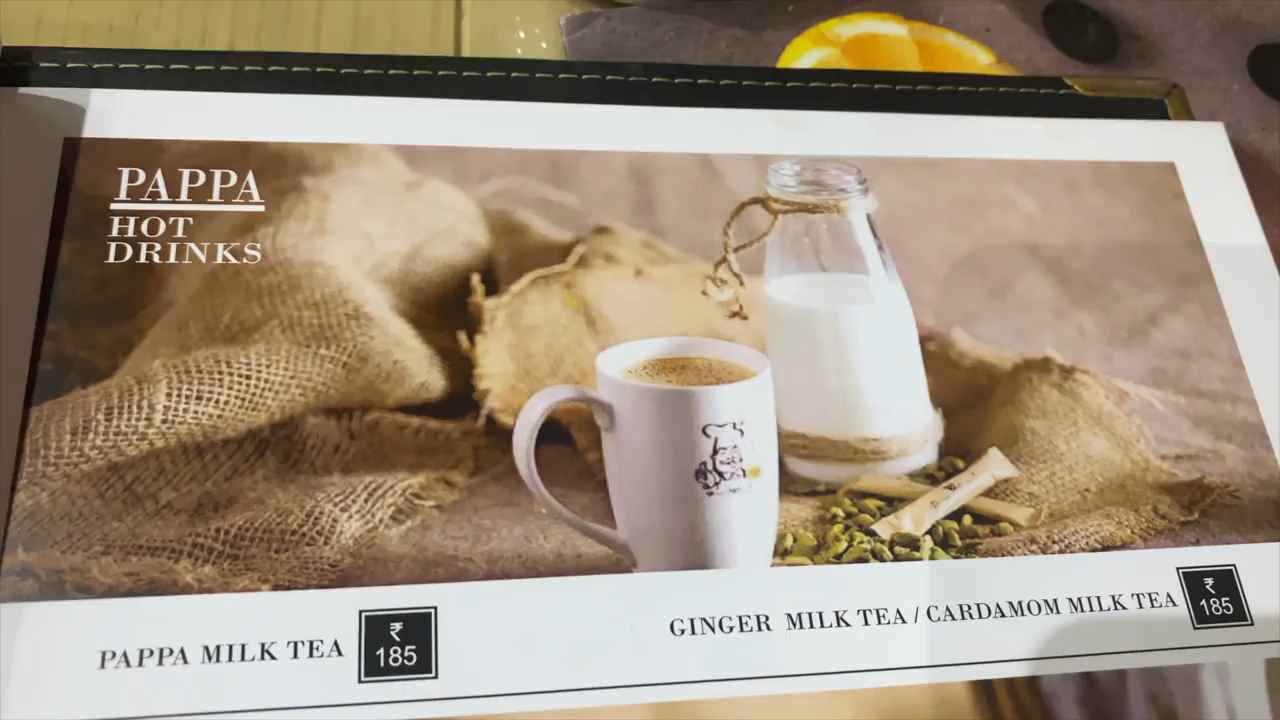 PAPPA
HOT
DRINKS
PAPPA MILK TEA
₹
185
GINGER MILK TEA / CARDAMOM MILK TEA
₹
185